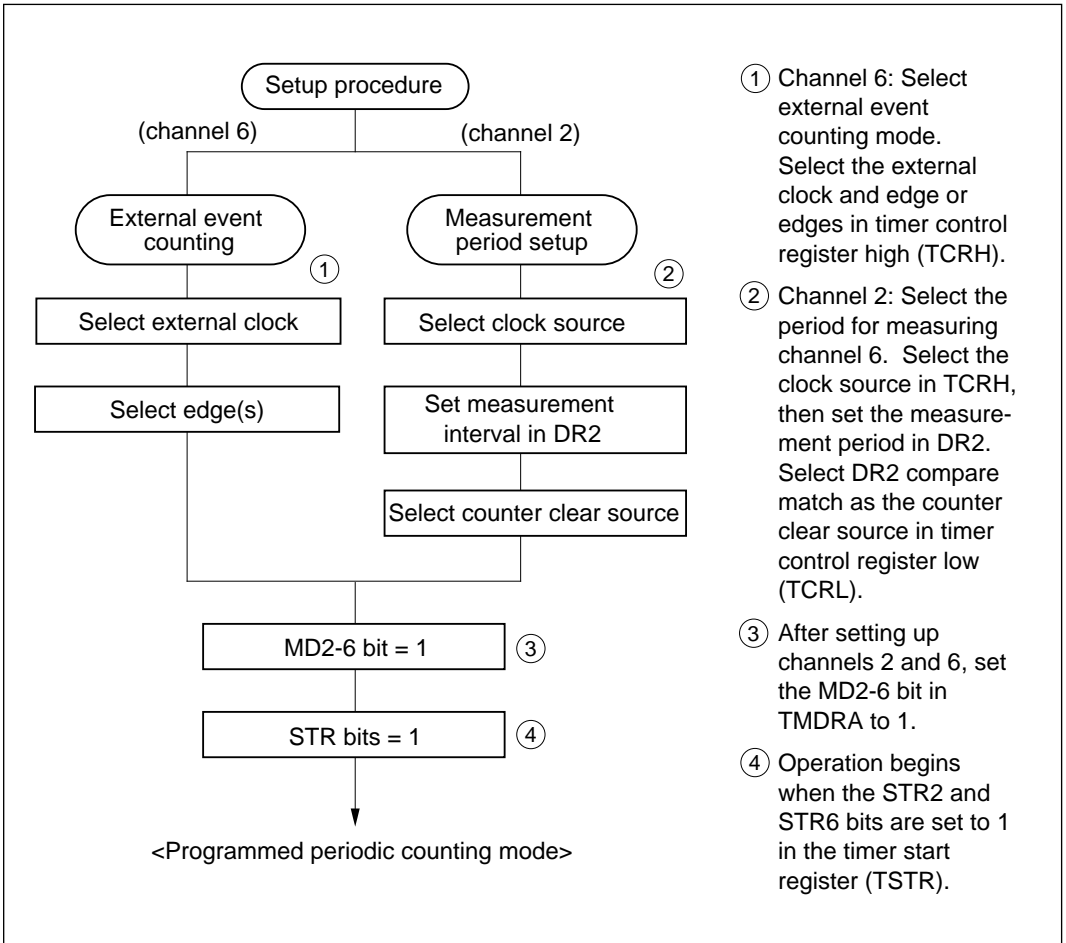 Setup procedure
(channel 6)
(channel 2)
External event
counting
Measurement
period setup
①
②
Select external clock
Select clock source
Select edge(s)
Set measurement
interval in DR2
Select counter clear source
MD2-6 bit = 1
③
STR bits = 1
④
<Programmed periodic counting mode>
① Channel 6: Select
external event
counting mode.
Select the external
clock and edge or
edges in timer control
register high (TCRH).
② Channel 2: Select the
period for measuring
channel 6. Select the
clock source in TCRH,
then set the measure-
ment period in DR2.
Select DR2 compare
match as the counter
clear source in timer
control register low
(TCRL).
③ After setting up
channels 2 and 6, set
the MD2-6 bit in
TMDRA to 1.
④ Operation begins
when the STR2 and
STR6 bits are set to 1
in the timer start
register (TSTR).